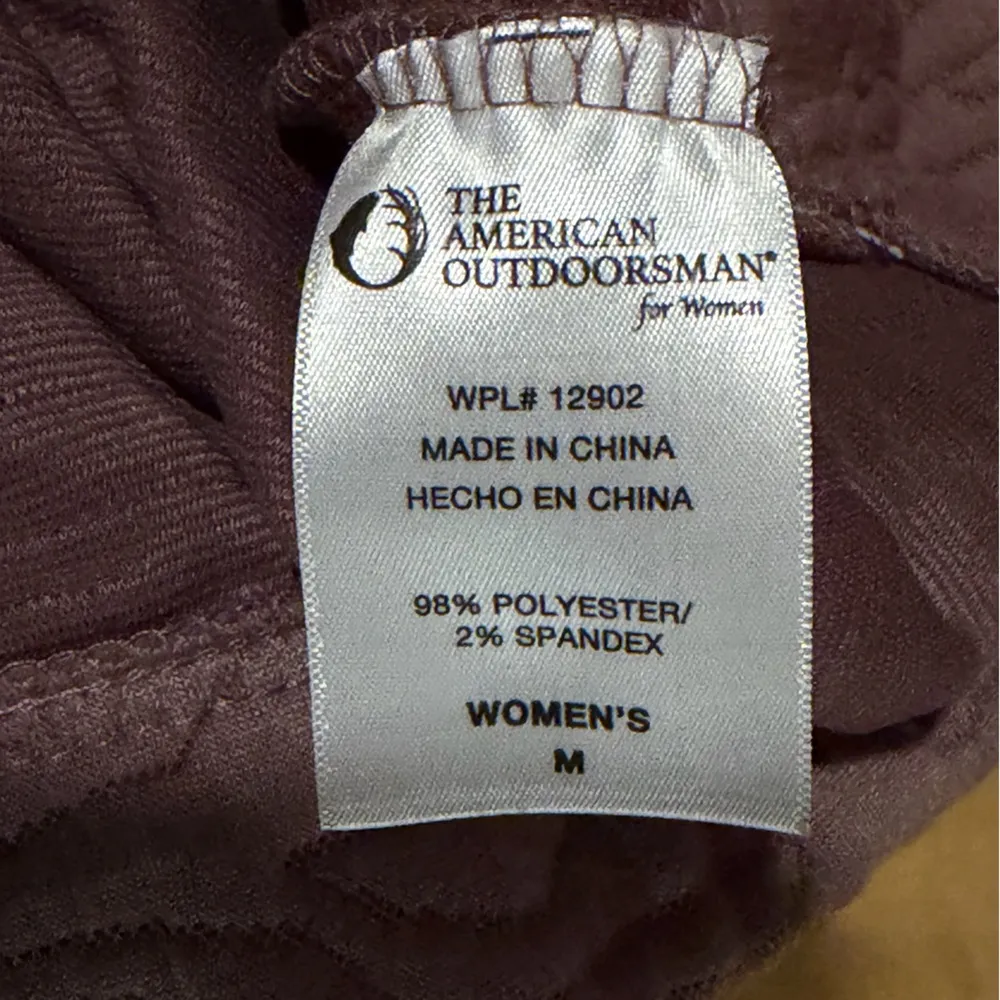 THE
AMERICAN
OUTDOORSMAN®
for Women
WPL# 12902
MADE IN CHINA
HECHO EN CHINA
98% POLYESTER/
2% SPANDEX
WOMEN'S
M